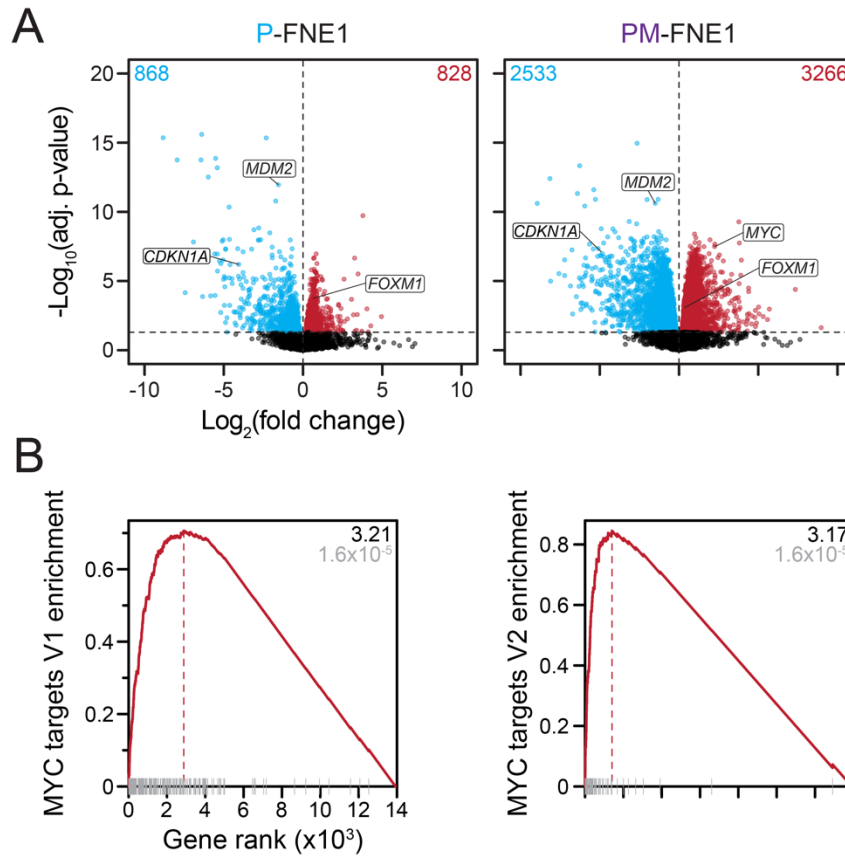 A
P-FNE1
PM-FNE1
868
828
2533
3266
20
15
10
5
0
-Log10(adj. p-value)
MDM2
CDKN1A
FOXM1
MDM2
CDKN1A
MYC
FOXM1
-10
-5
0
5
10
Log2(fold change)
B
MYC targets V1 enrichment
0.6
0.4
0.2
0
3.21
1.6x10-5
0
2
4
6
8
10
14
Gene rank (x10³)
MYC targets V2 enrichment
0.8
0.6
0.4
0.2
0
3.17
1.6x10-5